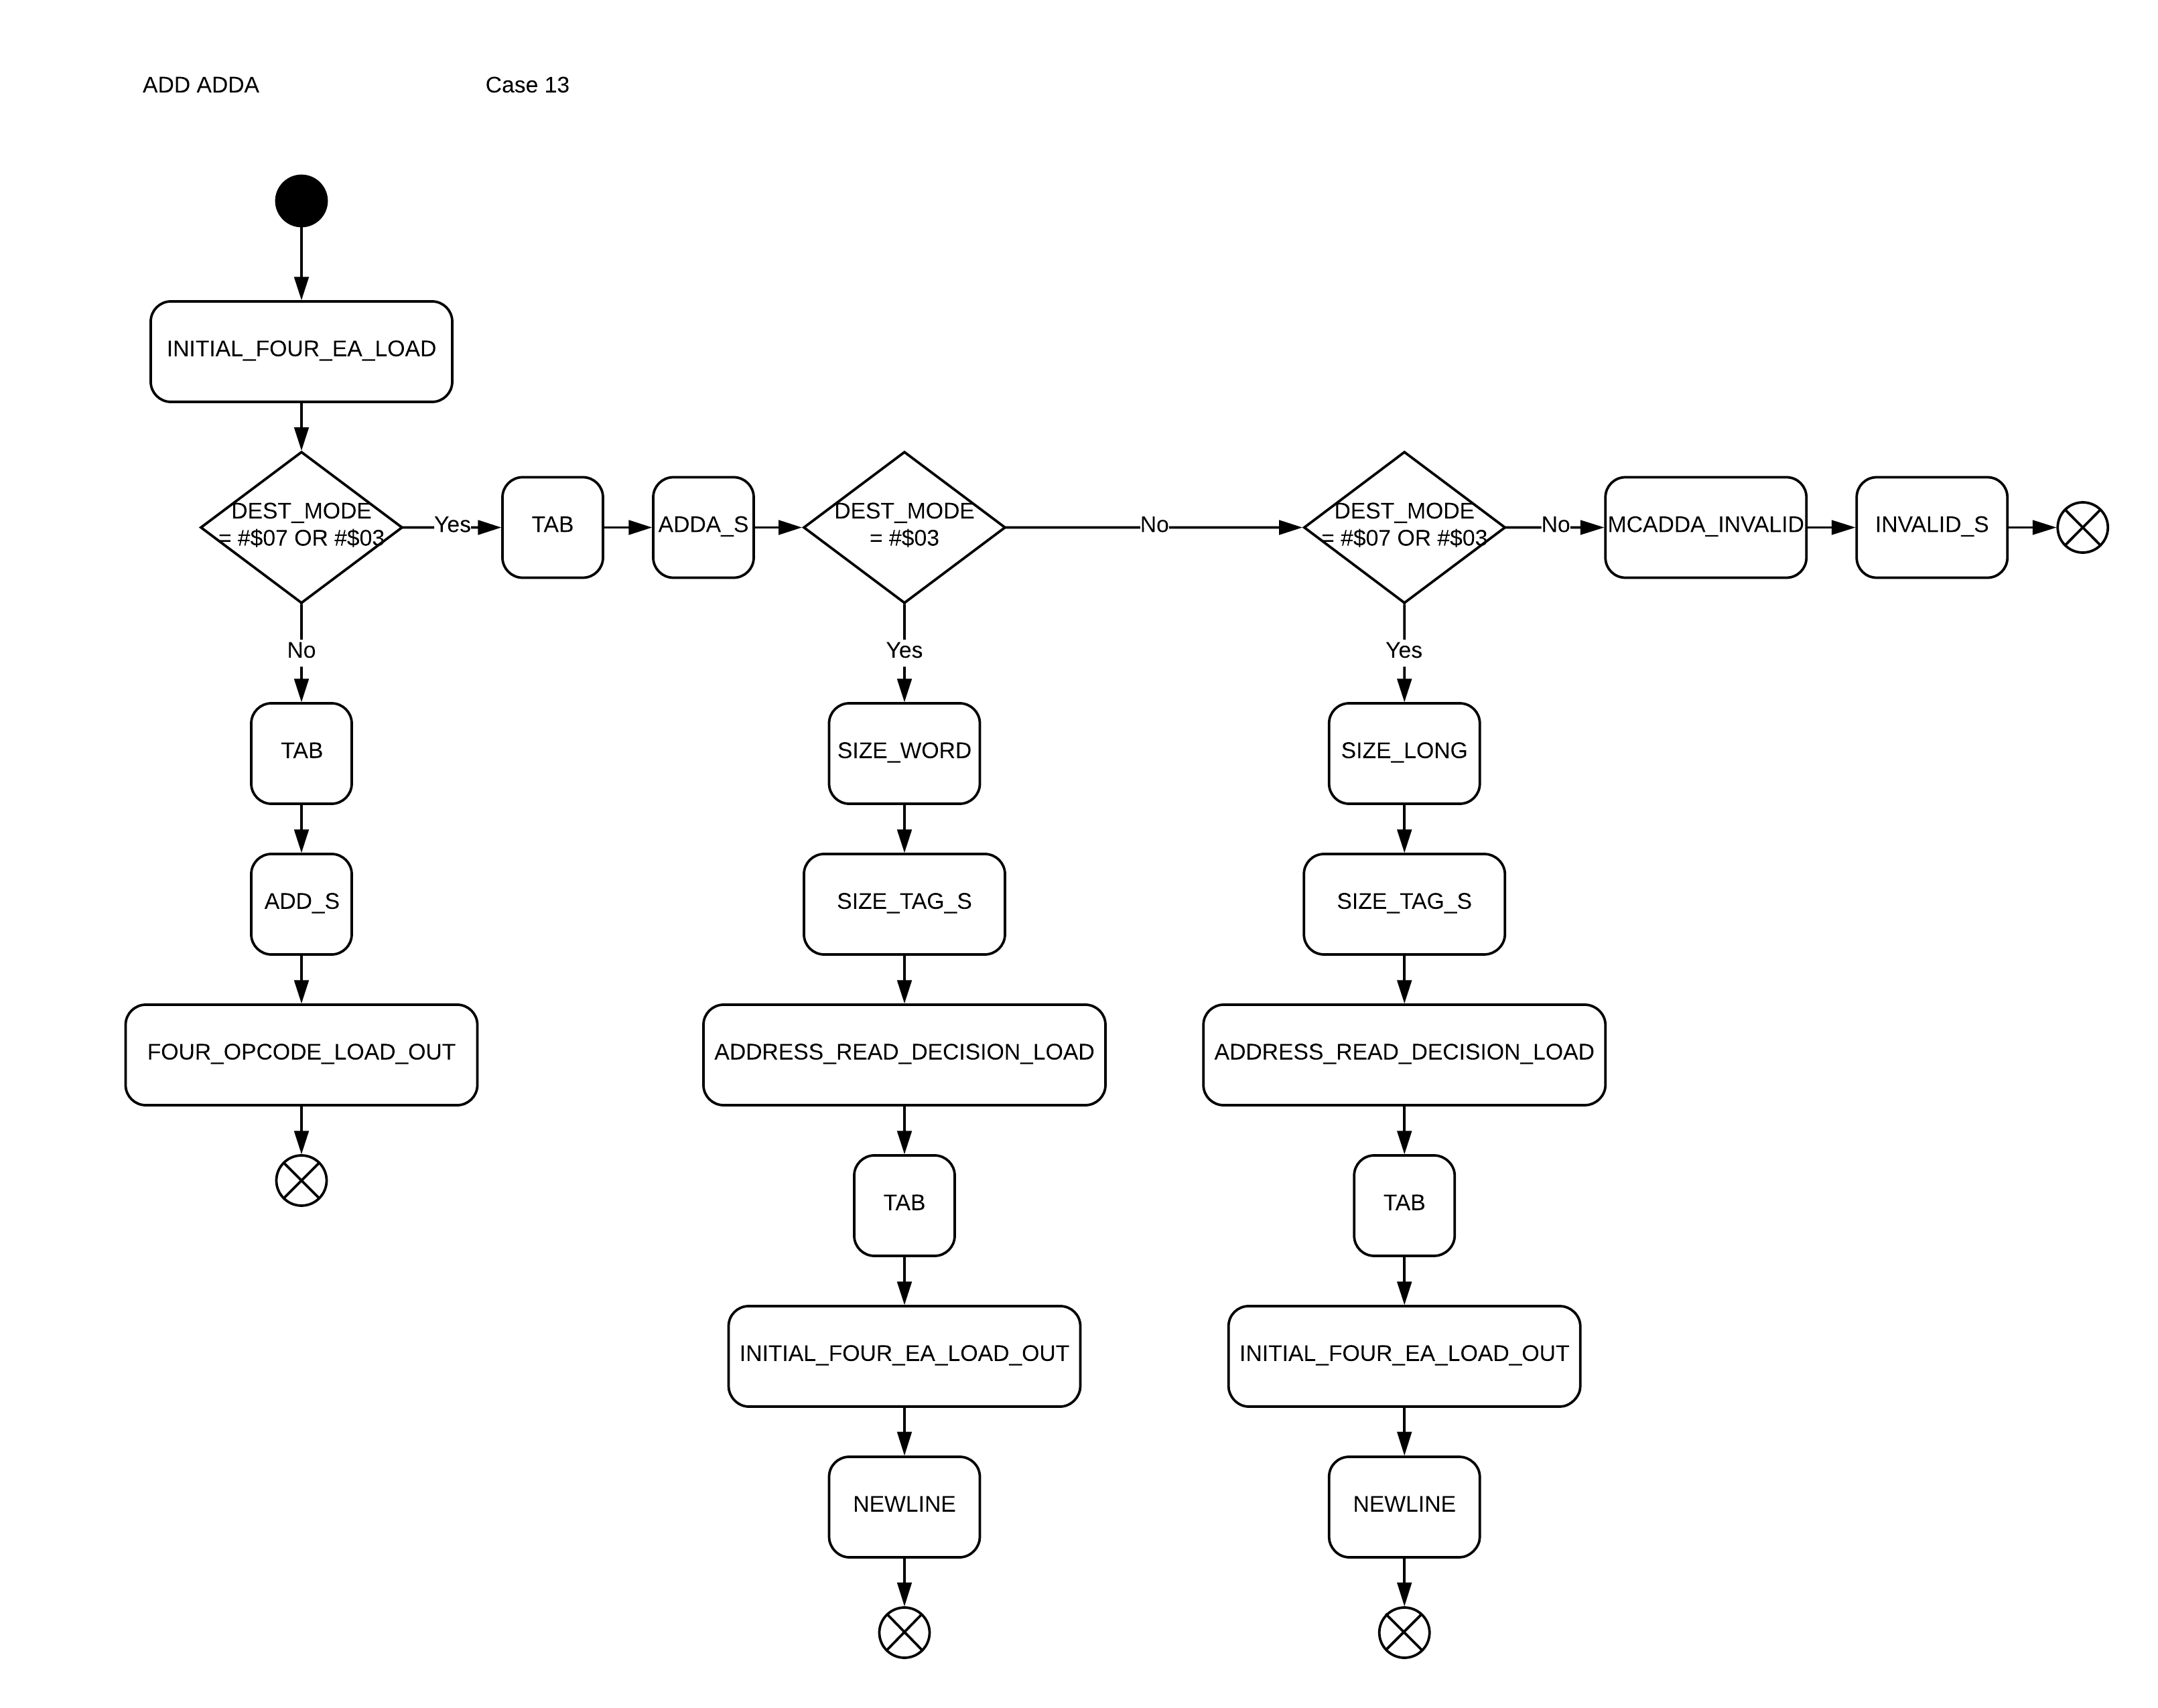 ADD ADDA
Case 13
INITIAL_FOUR_EA_LOAD
DEST_MODE
= #$07 OR #$03
Yes
TAB
ADDA_S
DEST_MODE
= #$03
No
DEST_MODE
= #$07 OR #$03
No
MCADDA_INVALID
INVALID_S
No
TAB
ADD_S
FOUR_OPCODE_LOAD_OUT
Yes
SIZE_WORD
SIZE_TAG_S
ADDRESS_READ_DECISION_LOAD
TAB
INITIAL_FOUR_EA_LOAD_OUT
NEWLINE
Yes
SIZE_LONG
SIZE_TAG_S
ADDRESS_READ_DECISION_LOAD
TAB
INITIAL_FOUR_EA_LOAD_OUT
NEWLINE